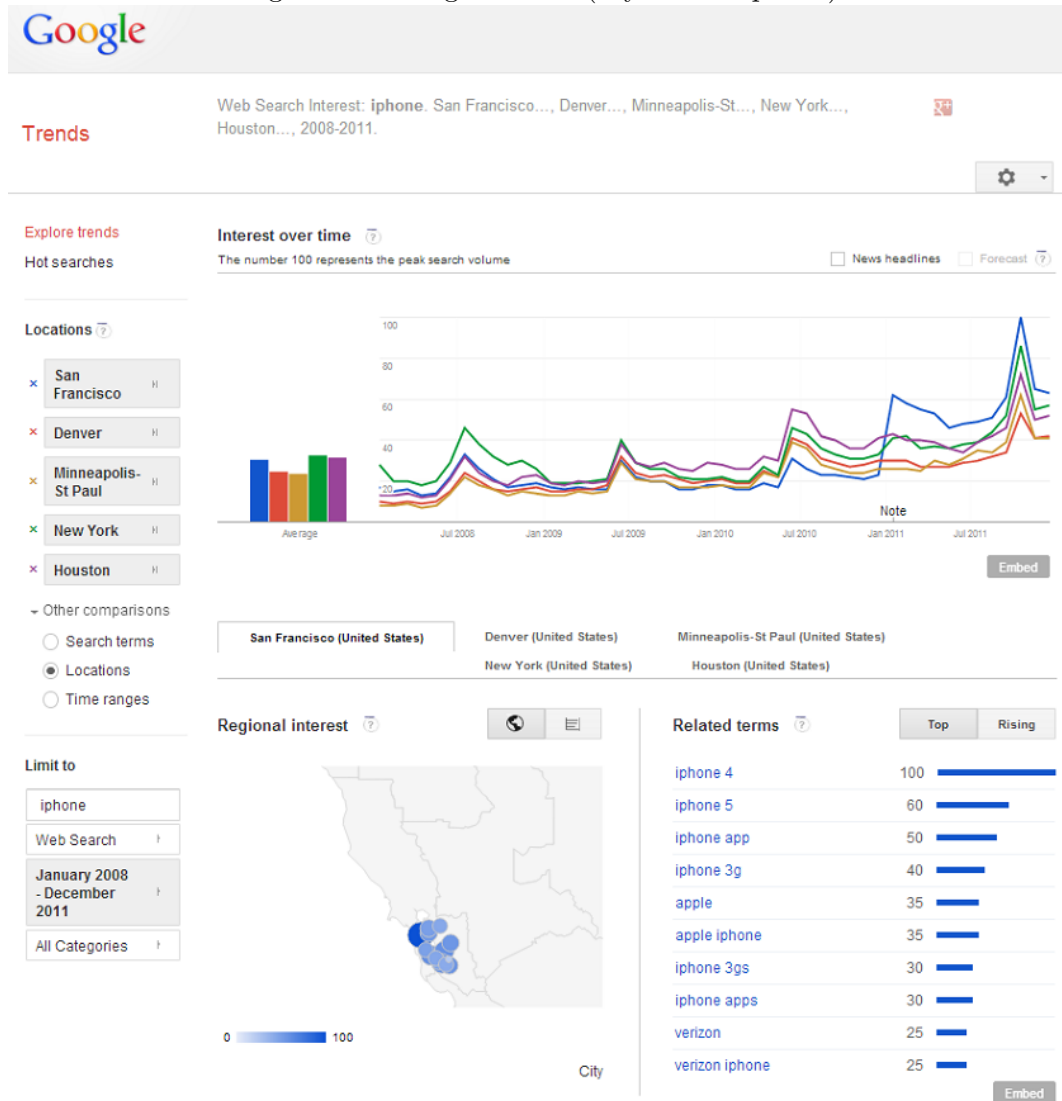 Google
Trends
Web Search Interest: iphone. San Francisco..., Denver..., Minneapolis-St..., New York...,
Houston..., 2008-2011.
Explore trends
Hot searches
Locations ?
San
Francisco
Denver
Minneapolis-
St Paul
New York
Houston
Other comparisons
Search terms
Locations
Time ranges
Limit to
iphone
Web Search
January 2008
- December
2011
All Categories
Interest over time ?
The number 100 represents the peak search volume
News headlines
Forecast ?
100
80
60
40
20
Note
Average
Jul 2008
Jan 2009
Jul 2009
Jan 2010
Jul 2010
Jan 2011
Jul 2011
Embed
San Francisco (United States)
Denver (United States)
Minneapolis-St Paul (United States)
New York (United States)
Houston (United States)
Regional interest ?
0
100
City
Related terms ?
Top
Rising
iphone 4 100
iphone 5 60
iphone app 50
iphone 3g 40
apple 35
apple iphone 35
iphone 3gs 30
iphone apps 30
verizon 25
verizon iphone 25
Embed